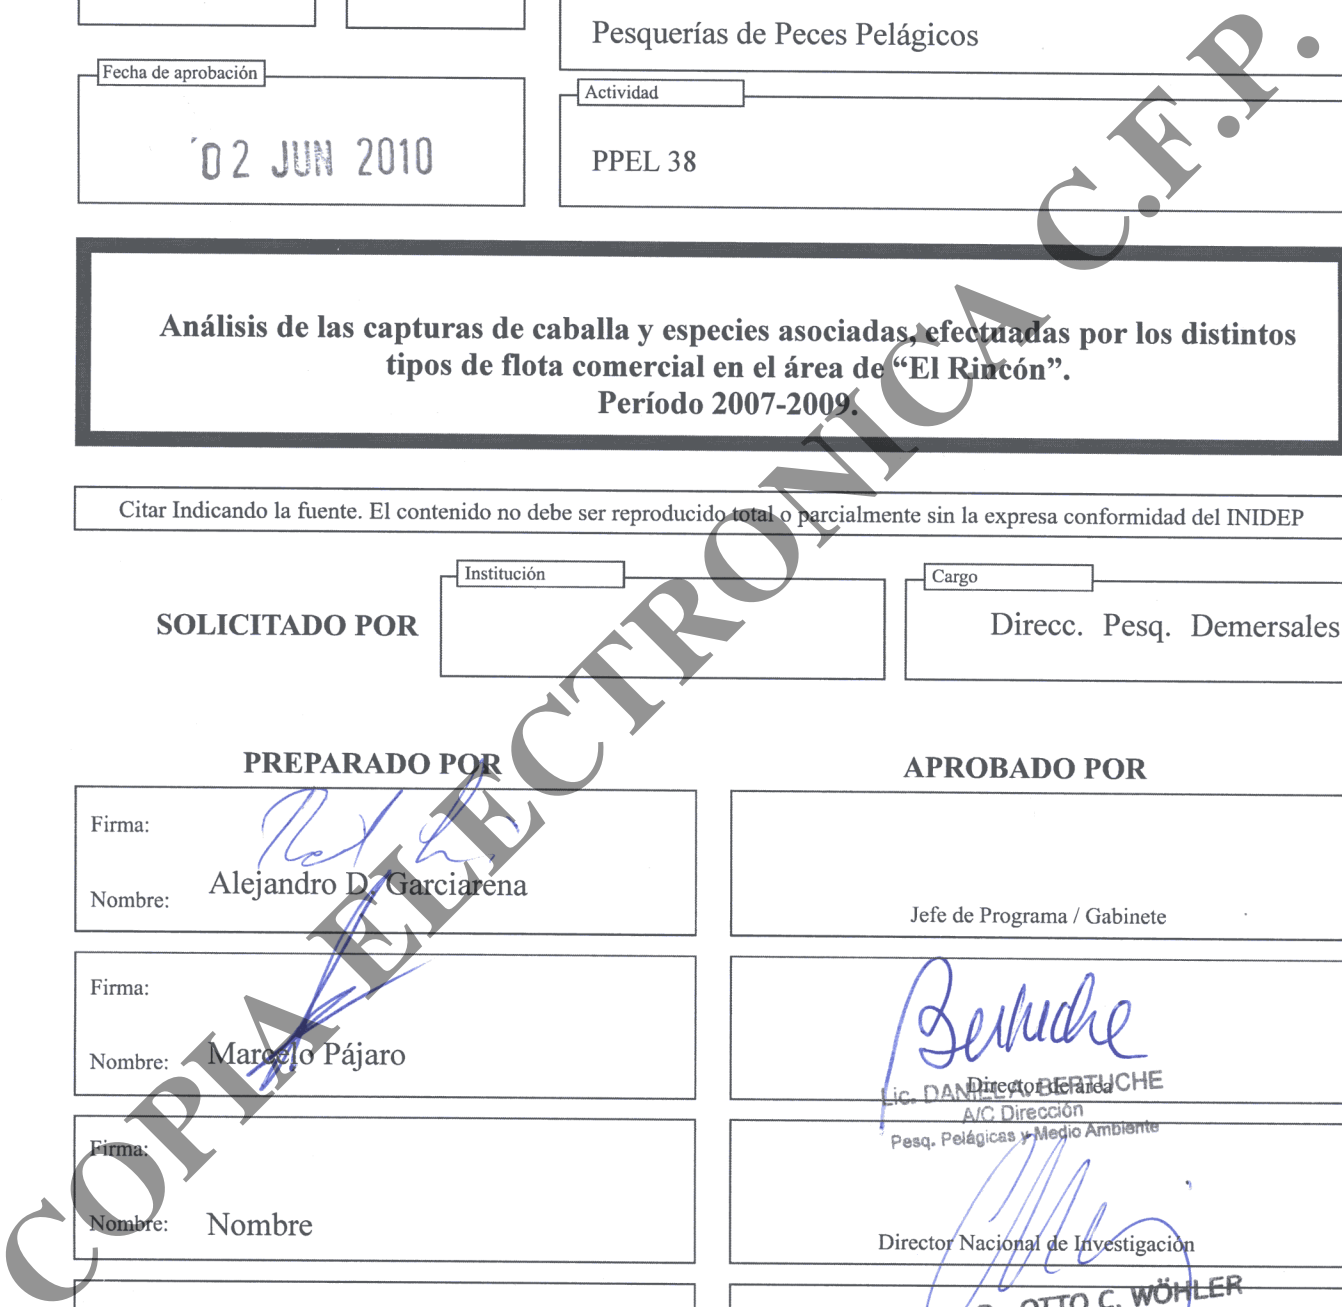 Pesquerías de Peces Pelágicos
Fecha de aprobación
02 JUN 2010
Actividad
PPEL 38
Análisis de las capturas de caballa y especies asociadas, efectuadas por los distintos
tipos de flota comercial en el área de “El Rincón”.
Período 2007-2009.
Citar Indicando la fuente. El contenido no debe ser reproducido total o parcialmente sin la expresa conformidad del INIDEP
SOLICITADO POR
Institución
Cargo
Direcc. Pesq. Demersales
PREPARADO POR
APROBADO POR
Firma:
Nombre: Alejandro D. Garciarena
Jefe de Programa / Gabinete
Firma:
Nombre: Marcelo Pájaro
Bertuche
Director de área
Lic. DANIEL A. BERTUCHE
A/C Dirección
Pesq. Pelágicas y Medio Ambiente
Firma:
Nombre: Nombre
Director Nacional de Investigación
OTTO C. WÖHLER
COPIA ELECTRONICA C.F.P.